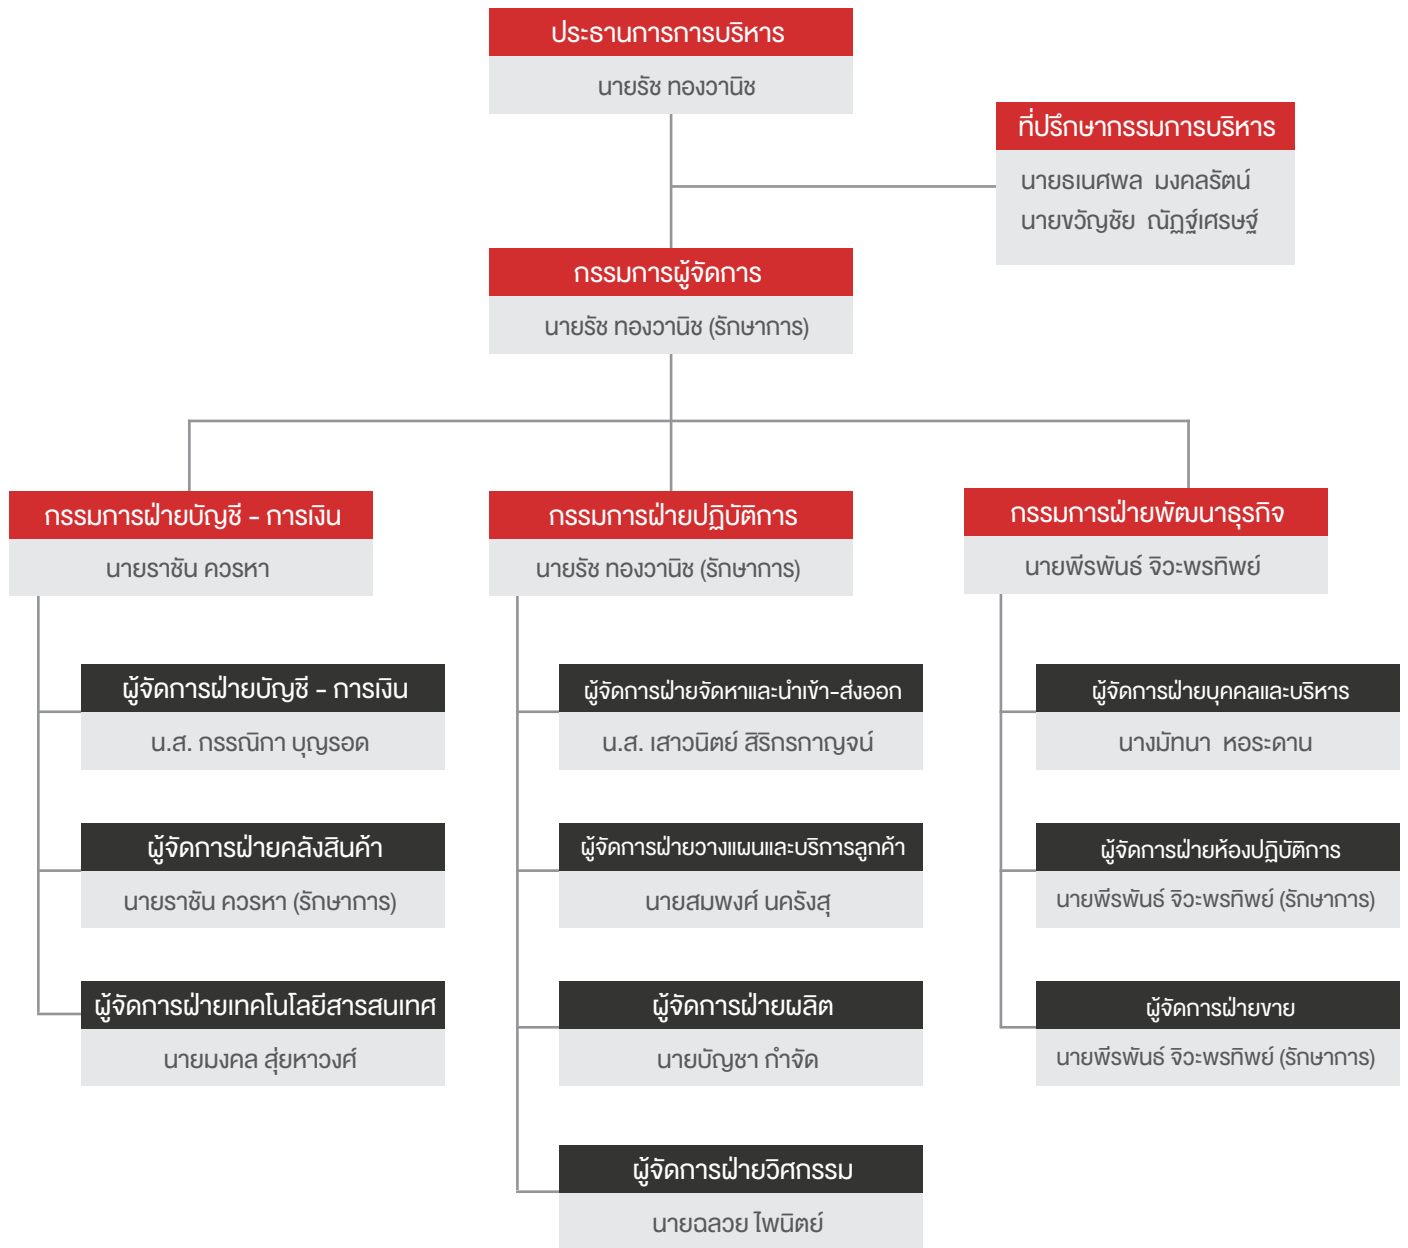 ประธานการการบริหาร
นายรัช ทองวานิช
ที่ปรึกษากรรมการบริหาร
นายธเนศพล มงคลรัตน์
นายขวัญชัย ณัฏฐ์เศรษฐ์
กรรมการผู้จัดการ
นายรัช ทองวานิช (รักษาการ)
กรรมการฝ่ายบัญชี - การเงิน
นายราชัน ควรหา
ผู้จัดการฝ่ายบัญชี - การเงิน
น.ส. กรรณิกา บุญรอด
ผู้จัดการฝ่ายคลังสินค้า
นายราชัน ควรหา (รักษาการ)
ผู้จัดการฝ่ายเทคโนโลยีสารสนเทศ
นายมงคล สุ่ยหาวงศ์
กรรมการฝ่ายปฏิบัติการ
นายรัช ทองวานิช (รักษาการ)
ผู้จัดการฝ่ายจัดหาและนำเข้า-ส่งออก
น.ส. เสาวนิตย์ สิริกรกาญจน์
ผู้จัดการฝ่ายวางแผนและบริการลูกค้า
นายสมพงศ์ นครังสุ
ผู้จัดการฝ่ายผลิต
นายบัญชา กำจัด
ผู้จัดการฝ่ายวิศกรรม
นายฉลวย ไพนิตย์
กรรมการฝ่ายพัฒนาธุรกิจ
นายพีรพันธ์ จิวะพรทิพย์
ผู้จัดการฝ่ายบุคคลและบริหาร
นางมัทนา หอระดาน
ผู้จัดการฝ่ายห้องปฏิบัติการ
นายพีรพันธ์ จิวะพรทิพย์ (รักษาการ)
ผู้จัดการฝ่ายขาย
นายพีรพันธ์ จิวะพรทิพย์ (รักษาการ)